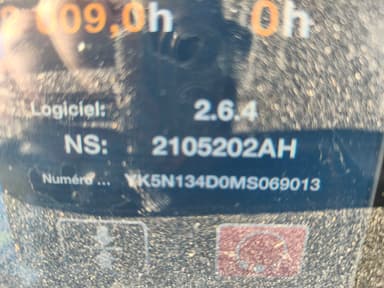 009,0h 0h
Logiciel: 2.6.4
NS: 2105202AH
Numéro ... YK5N134D0MS069013